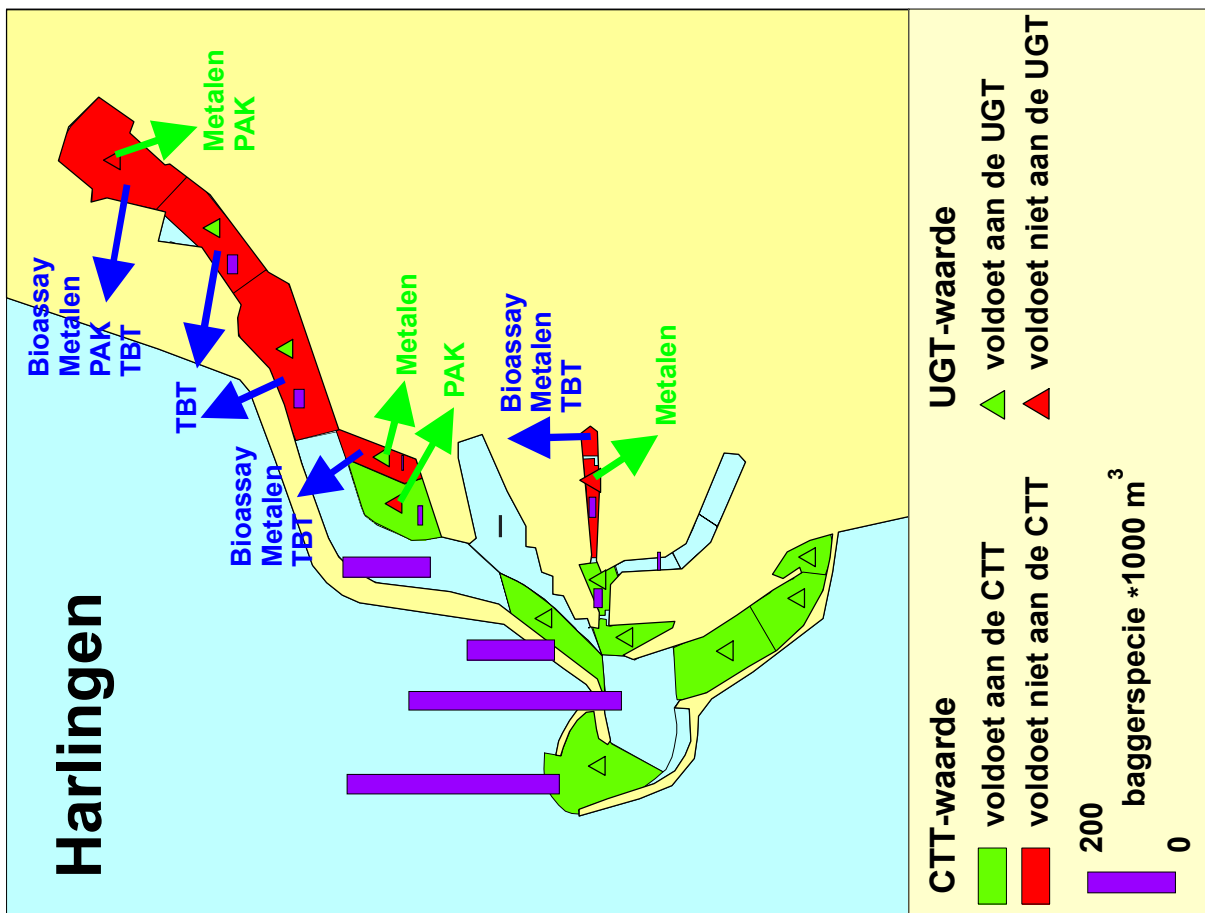 Harlingen
Bioassay
Metalen
PAK
TBT
Metalen
PAK
TBT
Bioassay
Metalen
TBT
Metalen
PAK
Bioassay
Metalen
TBT
Metalen
CTT-waarde
voldoet aan de CTT
voldoet niet aan de CTT
200
0
baggerspecie *1000 m³
UGT-waarde
voldoet aan de UGT
voldoet niet aan de UGT